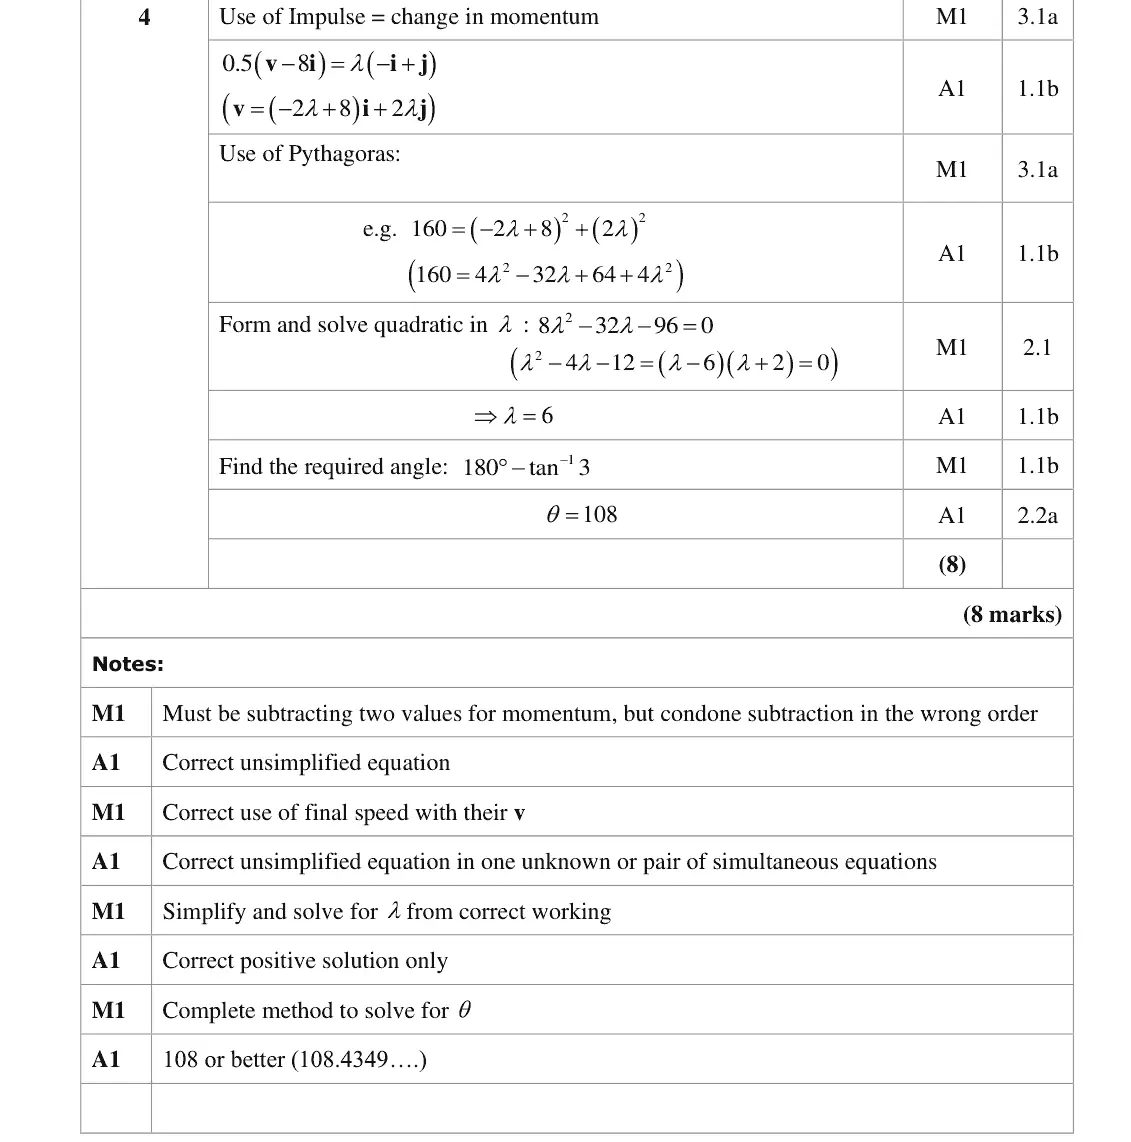 4 Use of Impulse = change in momentum M1 3.1a
0.5(v−8i)=λ(−i+j)
(v=(−2λ+8)i+2λj) A1 1.1b
Use of Pythagoras: M1 3.1a
e.g. 160=(−2λ+8)²+(2λ)²
(160=4λ²−32λ+64+4λ²) A1 1.1b
Form and solve quadratic in λ : 8λ²−32λ−96=0
(λ²−4λ−12=(λ−6)(λ+2)=0) M1 2.1
⇒λ=6 A1 1.1b
Find the required angle: 180°−tan⁻¹3 M1 1.1b
θ=108 A1 2.2a
(8)
(8 marks)
Notes:
M1 Must be subtracting two values for momentum, but condone subtraction in the wrong order
A1 Correct unsimplified equation
M1 Correct use of final speed with their v
A1 Correct unsimplified equation in one unknown or pair of simultaneous equations
M1 Simplify and solve for λ from correct working
A1 Correct positive solution only
M1 Complete method to solve for θ
A1 108 or better (108.4349….)